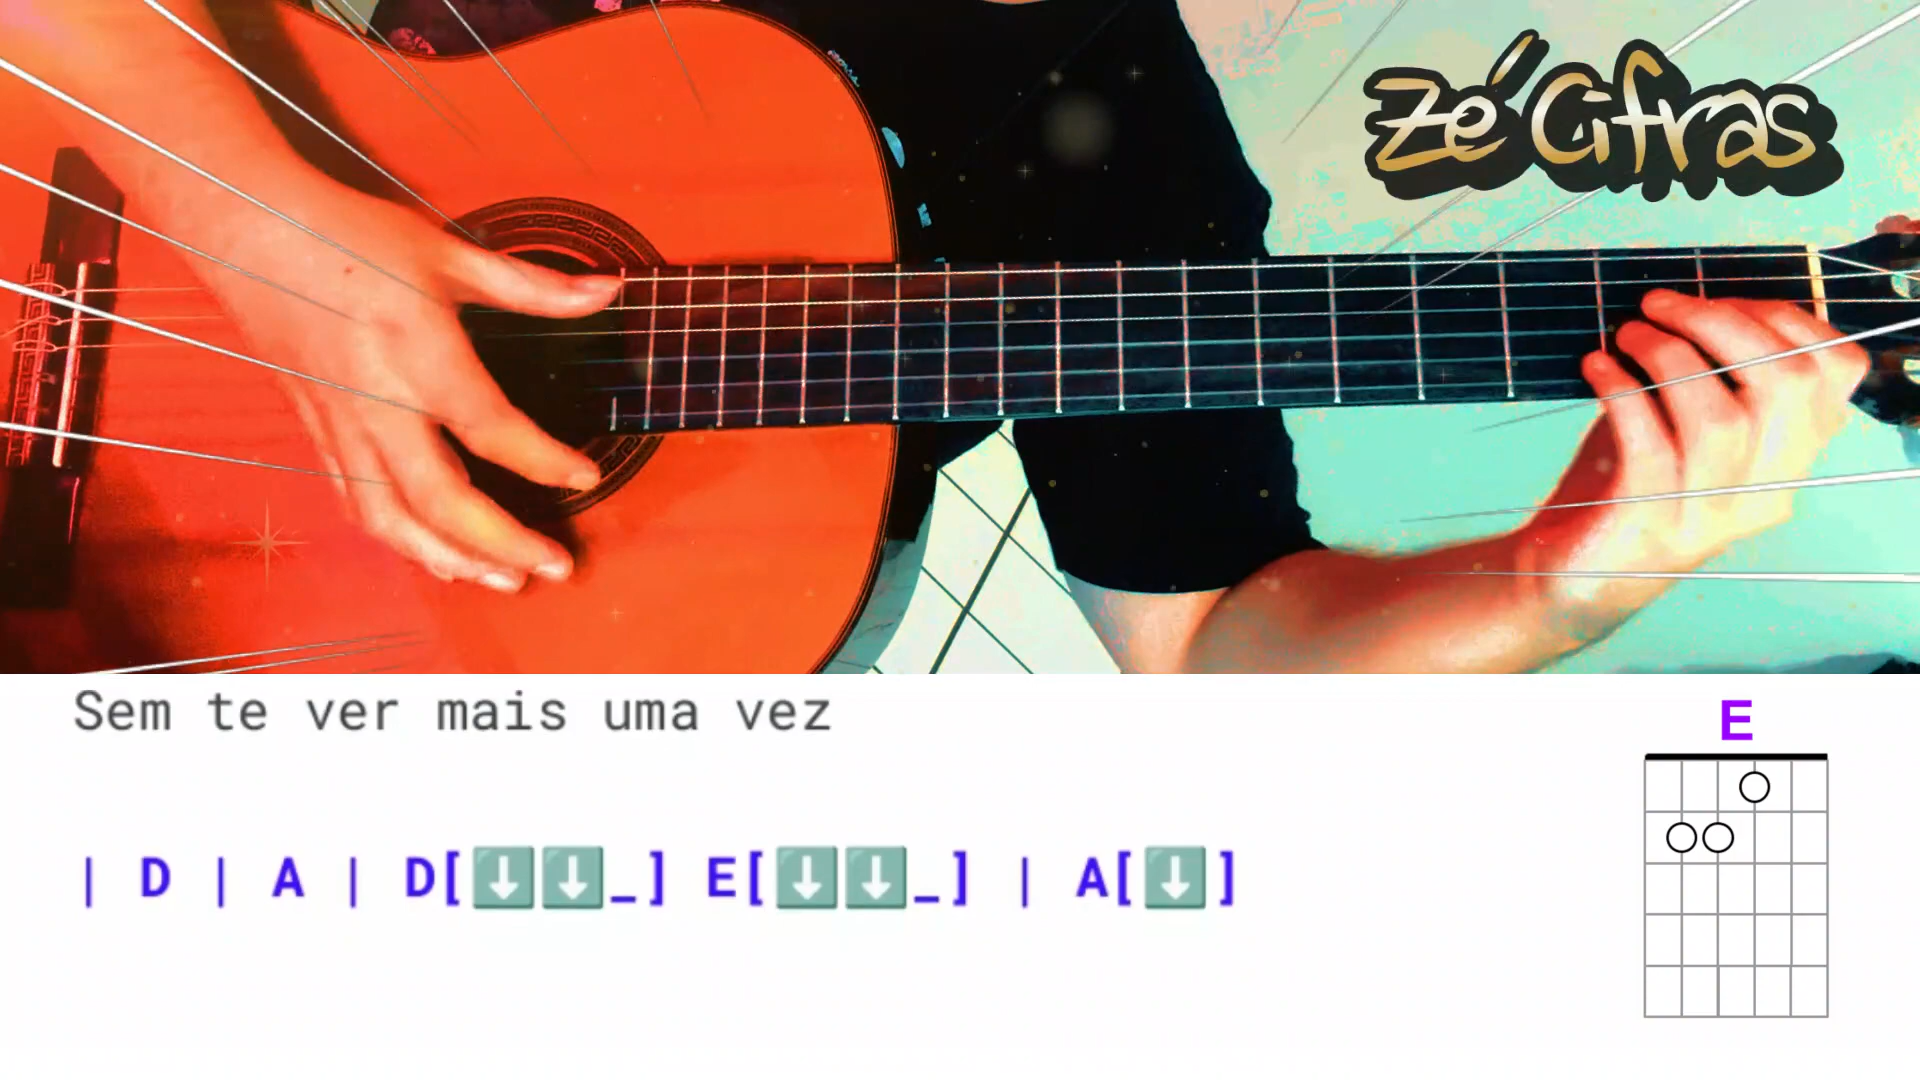 Zé Cifras
Sem te ver mais uma vez
E
| D | A | D[⬇️⬇️_] E[⬇️⬇️_] | A[⬇️]